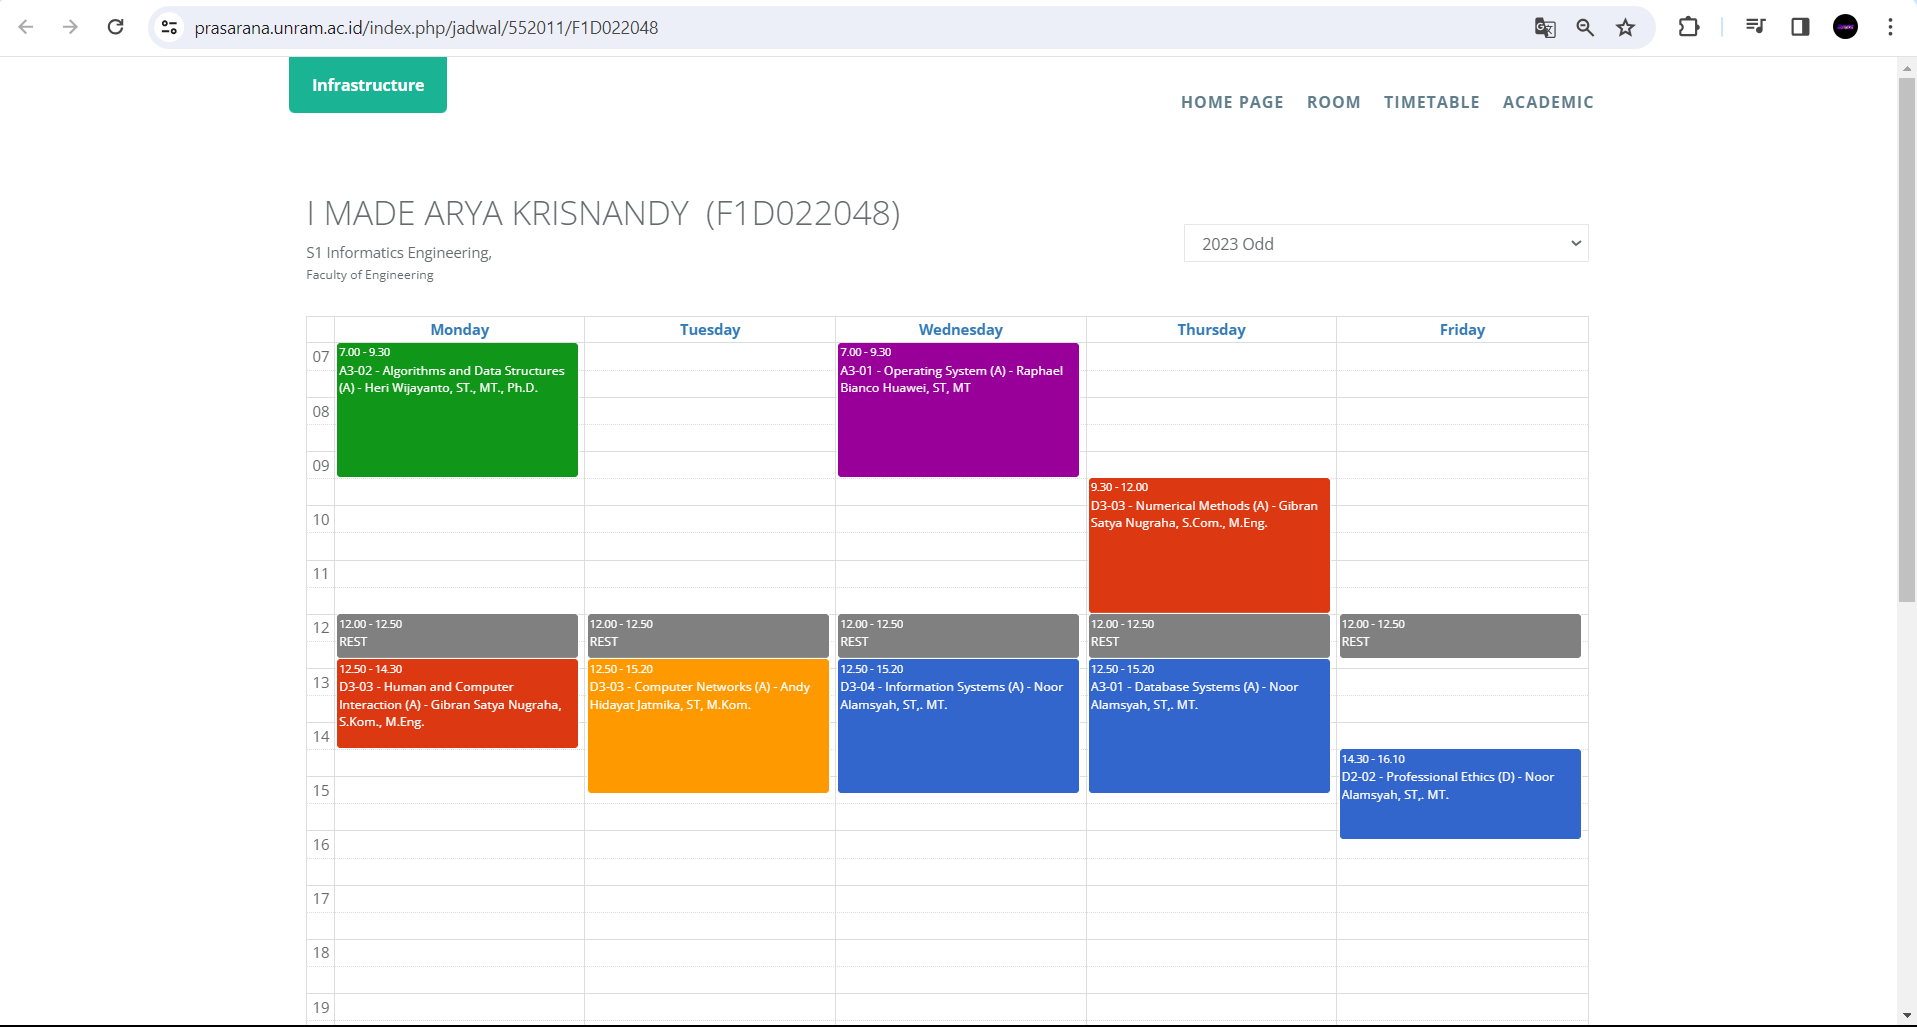 prasarana.unram.ac.id/index.php/jadwal/552011/F1D022048
Infrastructure
HOME PAGE ROOM TIMETABLE ACADEMIC
I MADE ARYA KRISNANDY (F1D022048)
S1 Informatics Engineering,
Faculty of Engineering
2023 Odd
Monday Tuesday Wednesday Thursday Friday
07
7.00 - 9.30
A3-02 - Algorithms and Data Structures
(A) - Heri Wijayanto, ST., MT., Ph.D.
7.00 - 9.30
A3-01 - Operating System (A) - Raphael
Bianco Huawei, ST, MT
08
09
9.30 - 12.00
D3-03 - Numerical Methods (A) - Gibran
Satya Nugraha, S.Com., M.Eng.
10
11
12
12.00 - 12.50
REST
12.00 - 12.50
REST
12.00 - 12.50
REST
12.00 - 12.50
REST
12.00 - 12.50
REST
12.50 - 14.30
D3-03 - Human and Computer
Interaction (A) - Gibran Satya Nugraha,
S.Kom., M.Eng.
12.50 - 15.20
D3-03 - Computer Networks (A) - Andy
Hidayat Jatmika, ST, M.Kom.
12.50 - 15.20
D3-04 - Information Systems (A) - Noor
Alamsyah, ST,. MT.
12.50 - 15.20
A3-01 - Database Systems (A) - Noor
Alamsyah, ST,. MT.
13
14
14.30 - 16.10
D2-02 - Professional Ethics (D) - Noor
Alamsyah, ST,. MT.
15
16
17
18
19